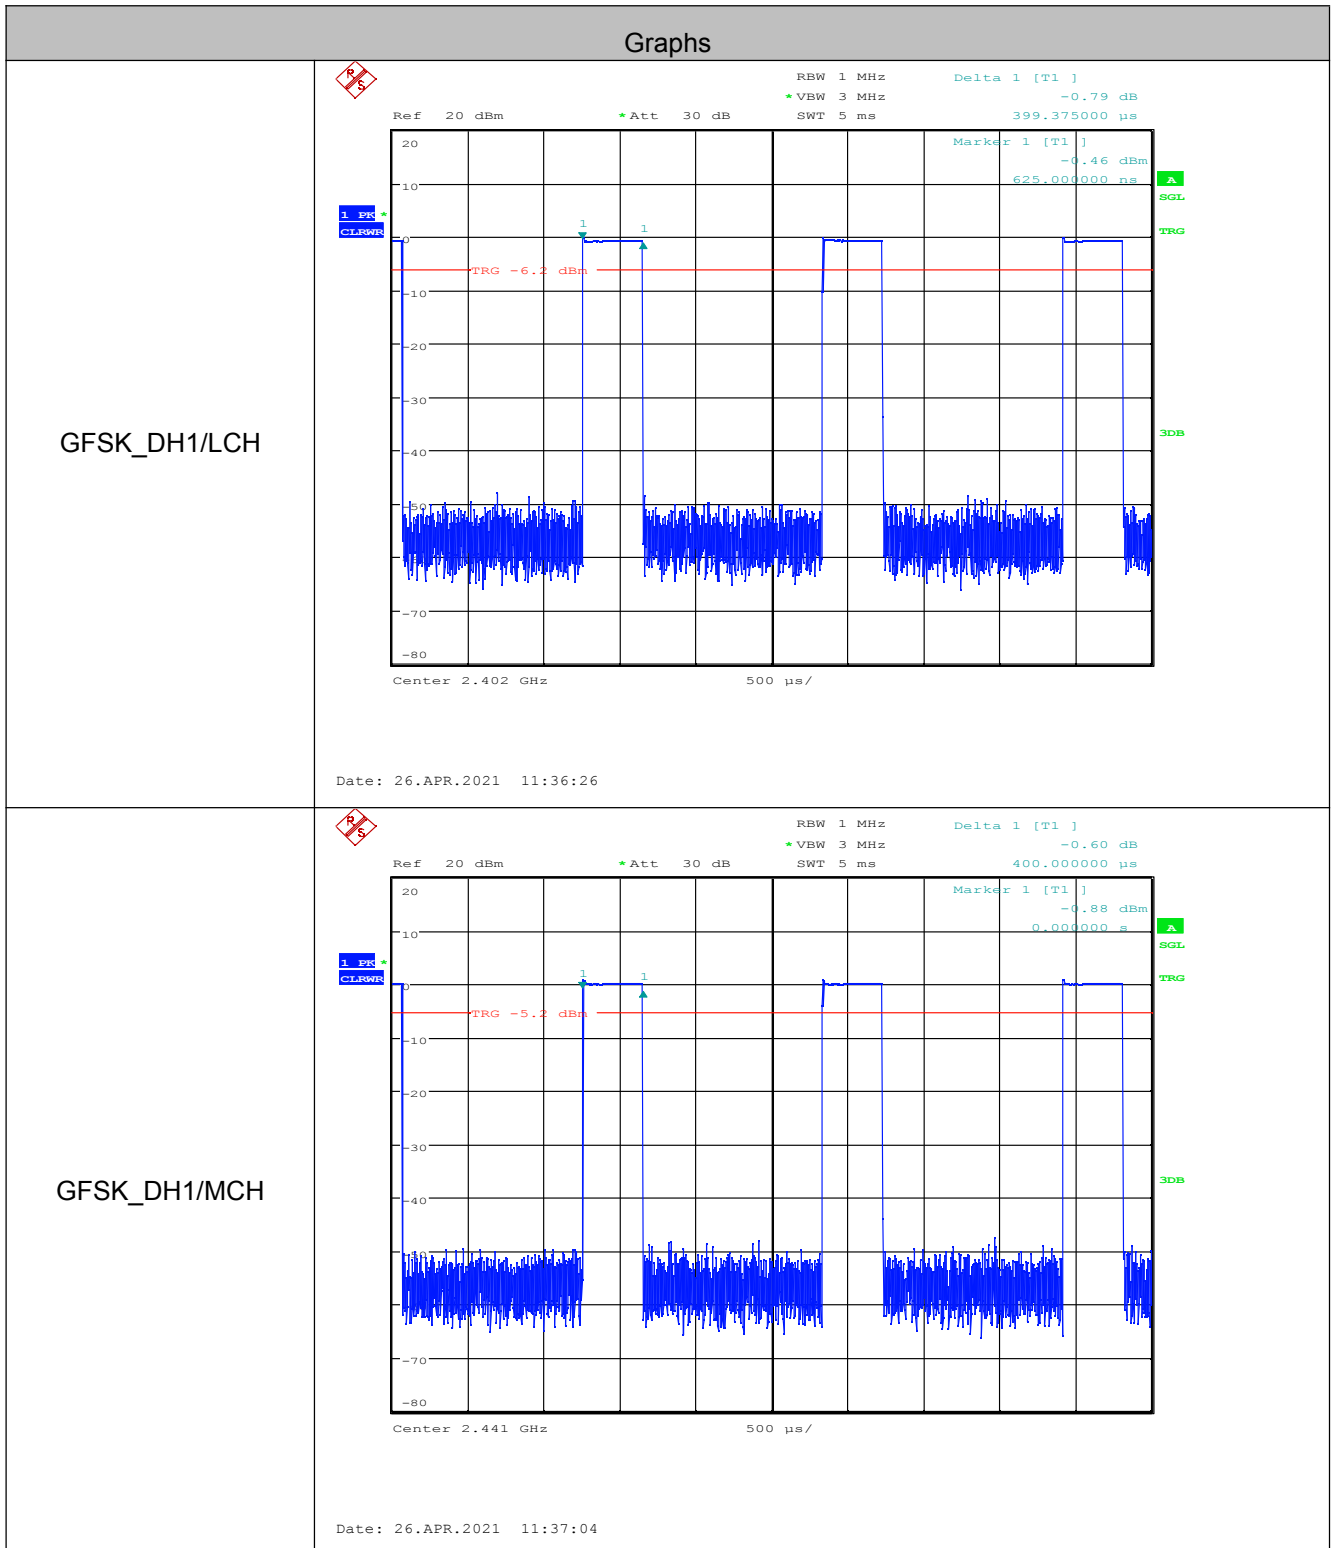 Graphs
GFSK_DH1/LCH
R S
RBW 1 MHz Delta 1 [T1 ]
*VBW 3 MHz -0.79 dB
Ref 20 dBm *Att 30 dB SWT 5 ms 399.375000 µs
20 Marker 1 [T1 ]
-0.46 dBm
10 625.000000 ns A
SGL
1 PK *
CLRWR 0 1 1 TRG
TRG -6.2 dBm
-10
-20
-30
3DB
-40
-50
-70
-80
Center 2.402 GHz 500 µs/
Date: 26.APR.2021 11:36:26
GFSK_DH1/MCH
R S
RBW 1 MHz Delta 1 [T1 ]
*VBW 3 MHz -0.60 dB
Ref 20 dBm *Att 30 dB SWT 5 ms 400.000000 µs
20 Marker 1 [T1 ]
-0.88 dBm
10 0.000000 s A
SGL
1 PK *
CLRWR 0 1 1 TRG
TRG -5.2 dBm
-10
-20
-30
3DB
-40
-50
-70
-80
Center 2.441 GHz 500 µs/
Date: 26.APR.2021 11:37:04